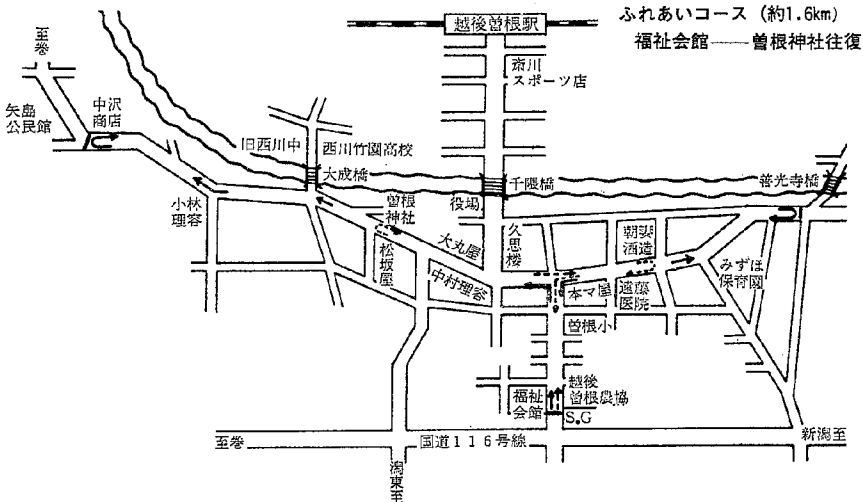 ふれあいコース (約1.6km)
福祉会館――曽根神社往復
越後曽根駅
斎川
スポーツ店
至巻
矢島
公民館
中沢
商店
旧西川中
西川竹園高校
大成橋
千隈橋
善光寺橋
役場
小林
理容
曽根
神社
松坂屋
大丸屋
中村理容
久思楼
朝妻
酒造
本マ屋
遠藤
医院
みずほ
保育園
曽根小
福祉
会館
越後
曽根農協
S.G
至巻
国道116号線
新潟至
潟東至